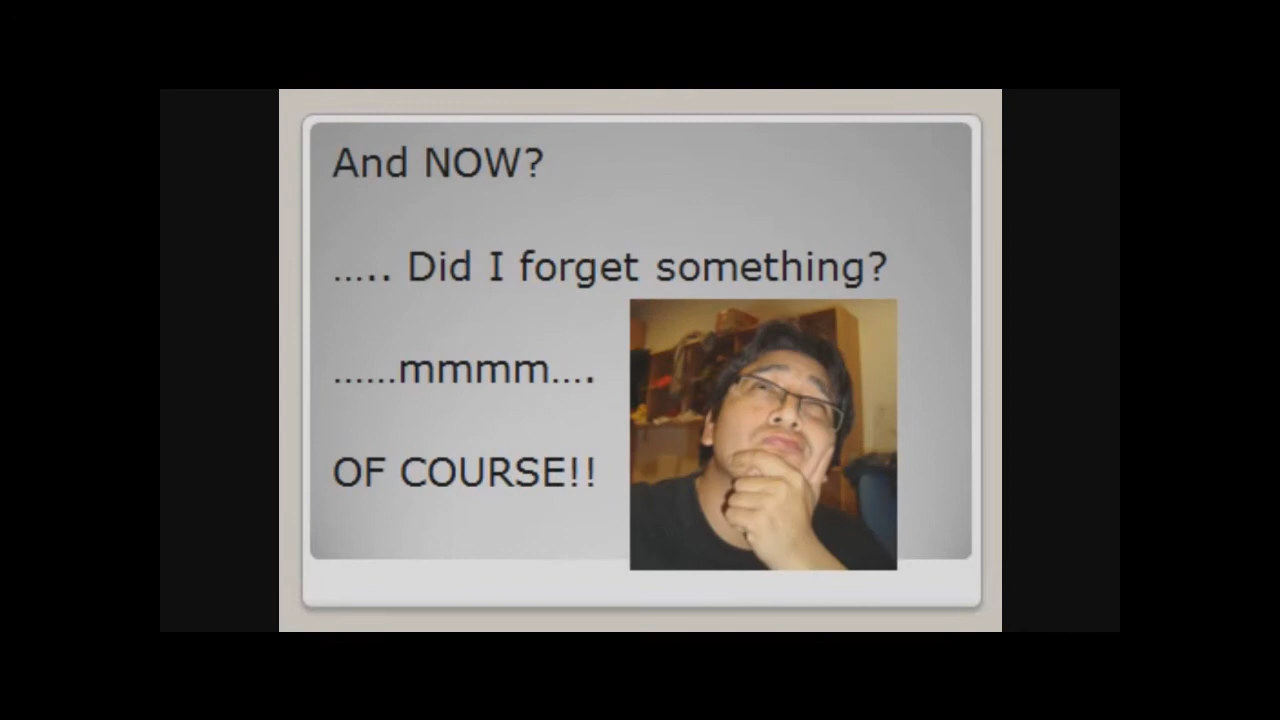 And NOW?
….. Did I forget something?
……mmmm….
OF COURSE!!